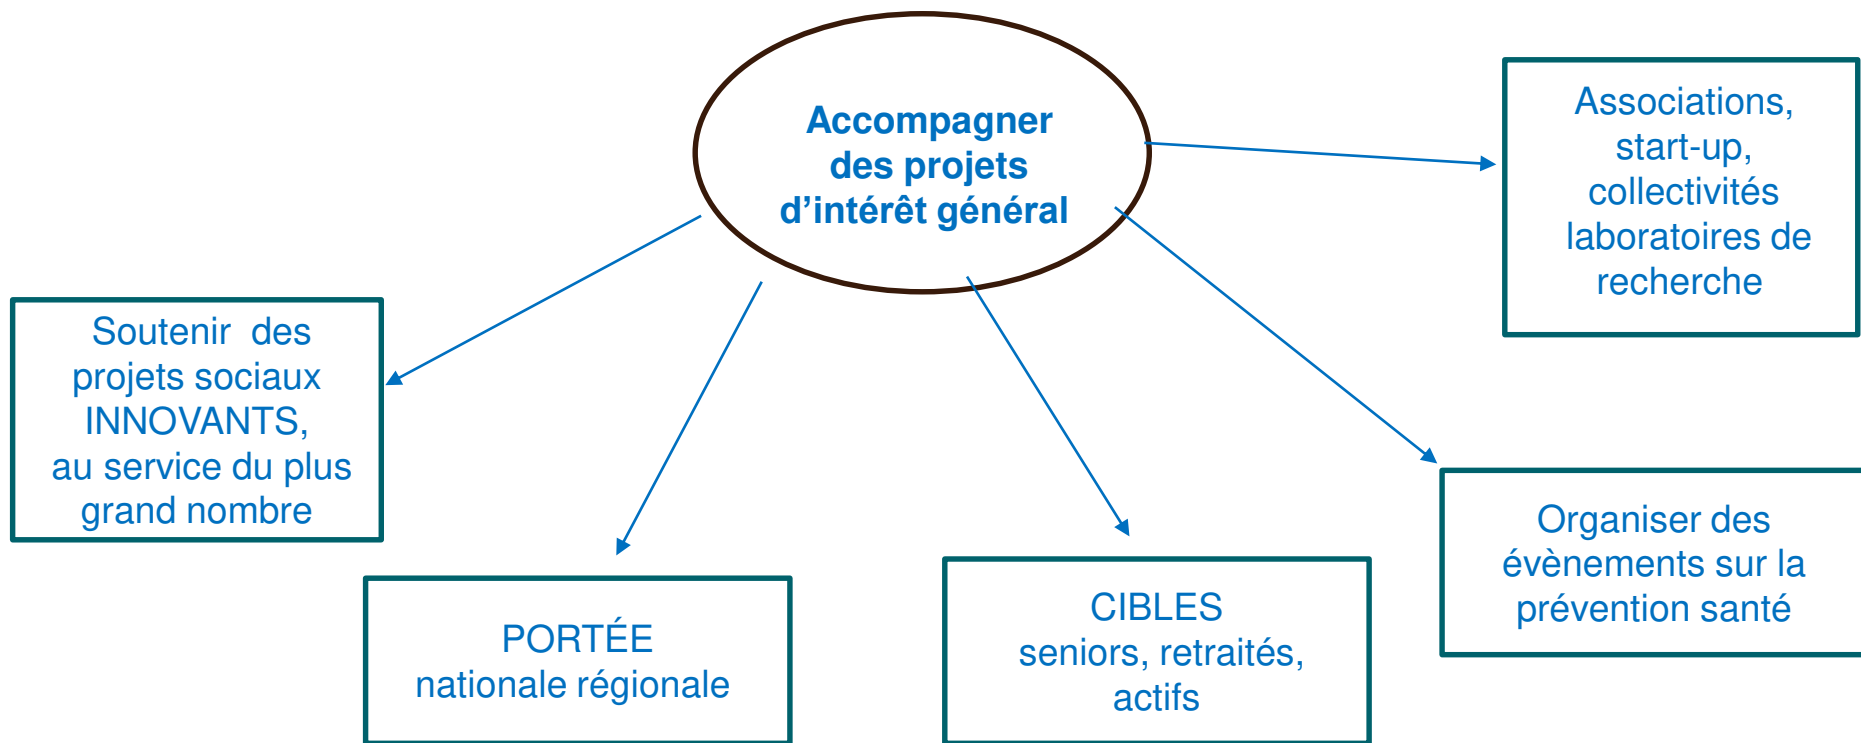 Accompagner
des projets
d’intérêt général
Associations,
start-up,
collectivités
laboratoires de
recherche
Soutenir des
projets sociaux
INNOVANTS,
au service du plus
grand nombre
PORTÉE
nationale régionale
CIBLES
seniors, retraités,
actifs
Organiser des
évènements sur la
prévention santé